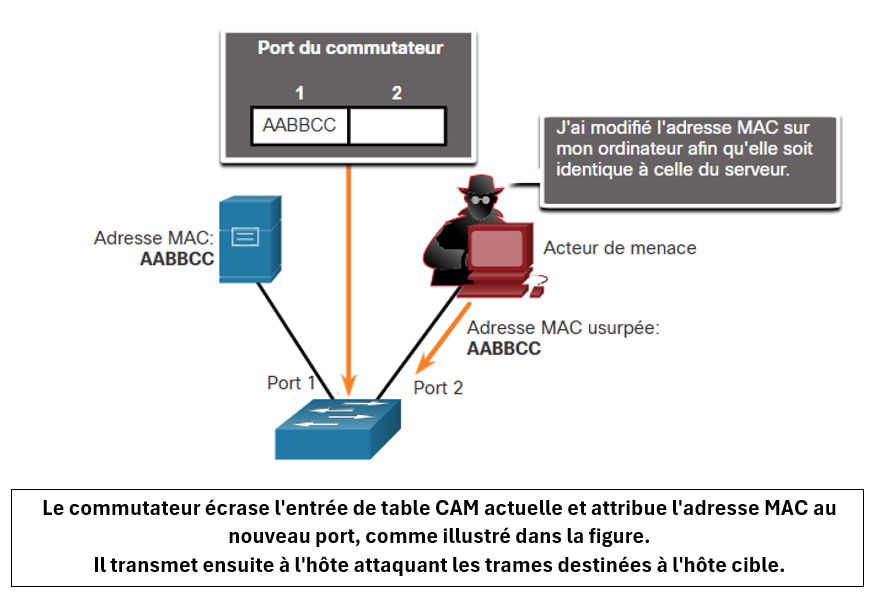 Port du commutateur
1 2
AABBCC
J'ai modifié l'adresse MAC sur
mon ordinateur afin qu'elle soit
identique à celle du serveur.
Adresse MAC:
AABBCC
Acteur de menace
Adresse MAC usurpée:
AABBCC
Port 1
Port 2
Le commutateur écrase l'entrée de table CAM actuelle et attribue l'adresse MAC au
nouveau port, comme illustré dans la figure.
Il transmet ensuite à l'hôte attaquant les trames destinées à l'hôte cible.